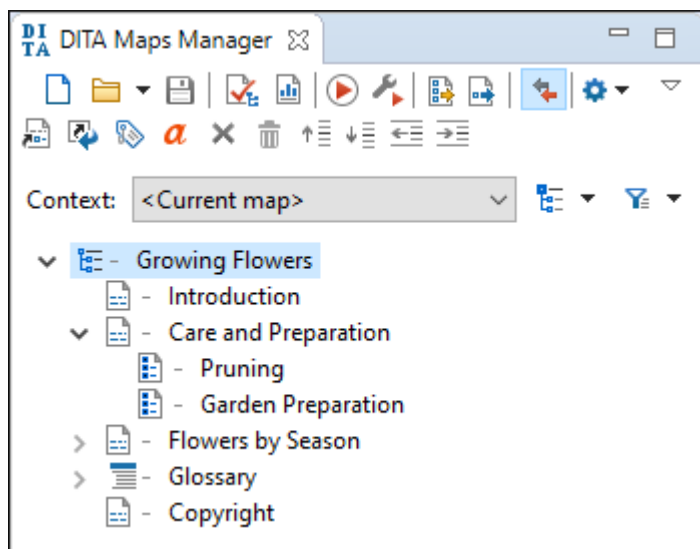 DITA DITA Maps Manager
a
Context: <Current map>
- Growing Flowers
- Introduction
- Care and Preparation
- Pruning
- Garden Preparation
- Flowers by Season
- Glossary
- Copyright